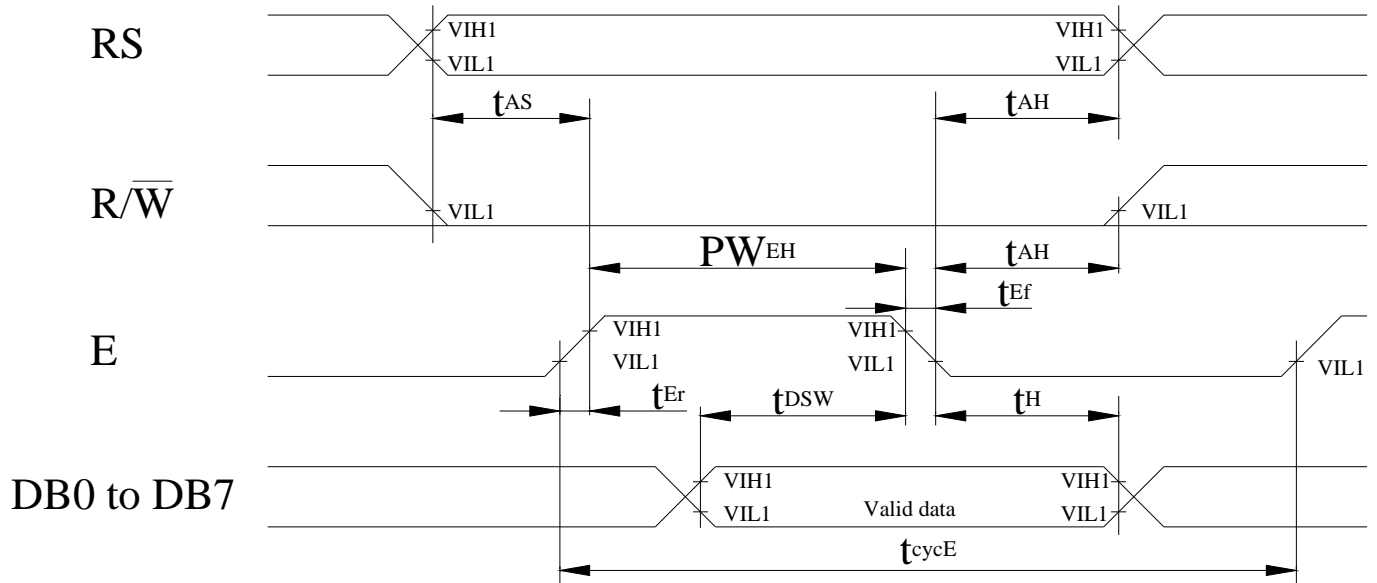 RS
VIH1
VIL1
VIH1
VIL1
tAS
tAH
R/W̅
VIL1
VIL1
PWEH
tAH
tEf
E
VIH1
VIL1
VIH1
VIL1
VIL1
tEr
tDSW
tH
DB0 to DB7
VIH1
VIL1
Valid data
VIH1
VIL1
tcycE